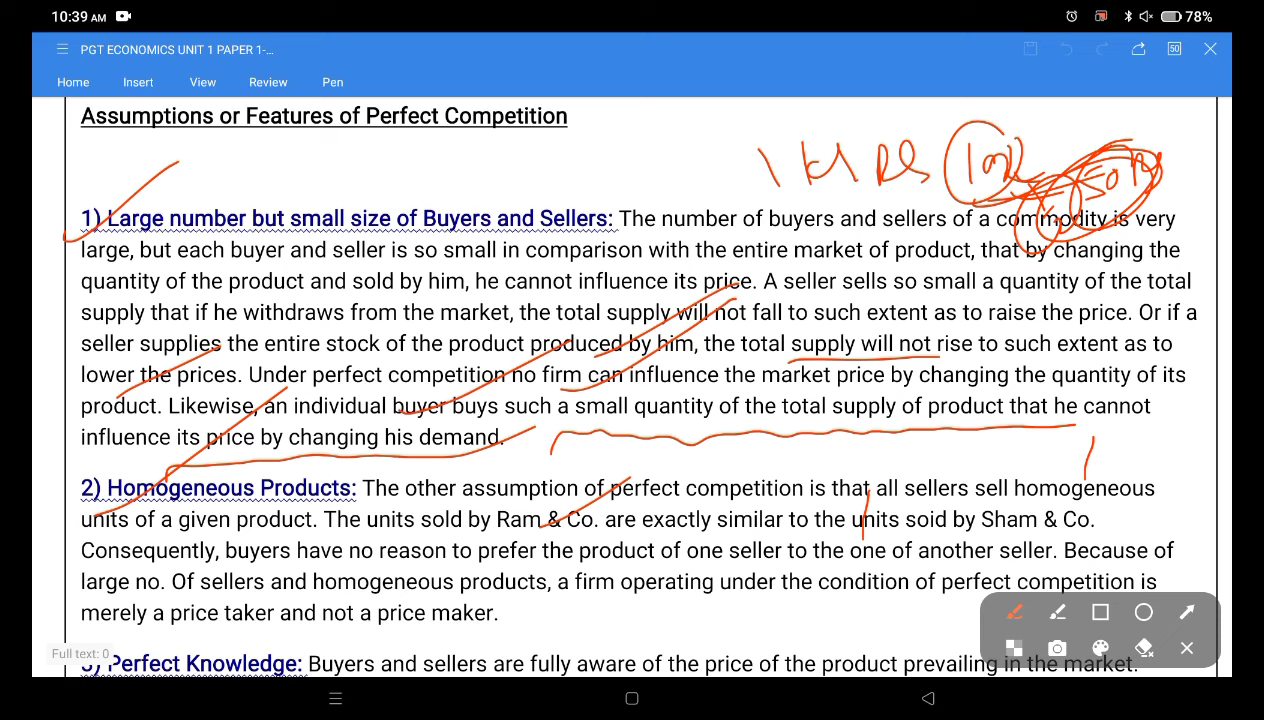 10:39 AM 78%
PGT ECONOMICS UNIT 1 PAPER 1-... 50
Home Insert View Review Pen
Assumptions or Features of Perfect Competition
1) Large number but small size of Buyers and Sellers: The number of buyers and sellers of a commodity is very
large, but each buyer and seller is so small in comparison with the entire market of product, that by changing the
quantity of the product and sold by him, he cannot influence its price. A seller sells so small a quantity of the total
supply that if he withdraws from the market, the total supply will not fall to such extent as to raise the price. Or if a
seller supplies the entire stock of the product produced by him, the total supply will not rise to such extent as to
lower the prices. Under perfect competition no firm can influence the market price by changing the quantity of its
product. Likewise, an individual buyer buys such a small quantity of the total supply of product that he cannot
influence its price by changing his demand.
2) Homogeneous Products: The other assumption of perfect competition is that all sellers sell homogeneous
units of a given product. The units sold by Ram & Co. are exactly similar to the units soid by Sham & Co.
Consequently, buyers have no reason to prefer the product of one seller to the one of another seller. Because of
large no. Of sellers and homogeneous products, a firm operating under the condition of perfect competition is
merely a price taker and not a price maker.
Full text: 0
3) Perfect Knowledge: Buyers and sellers are fully aware of the price of the product prevailing in the market.